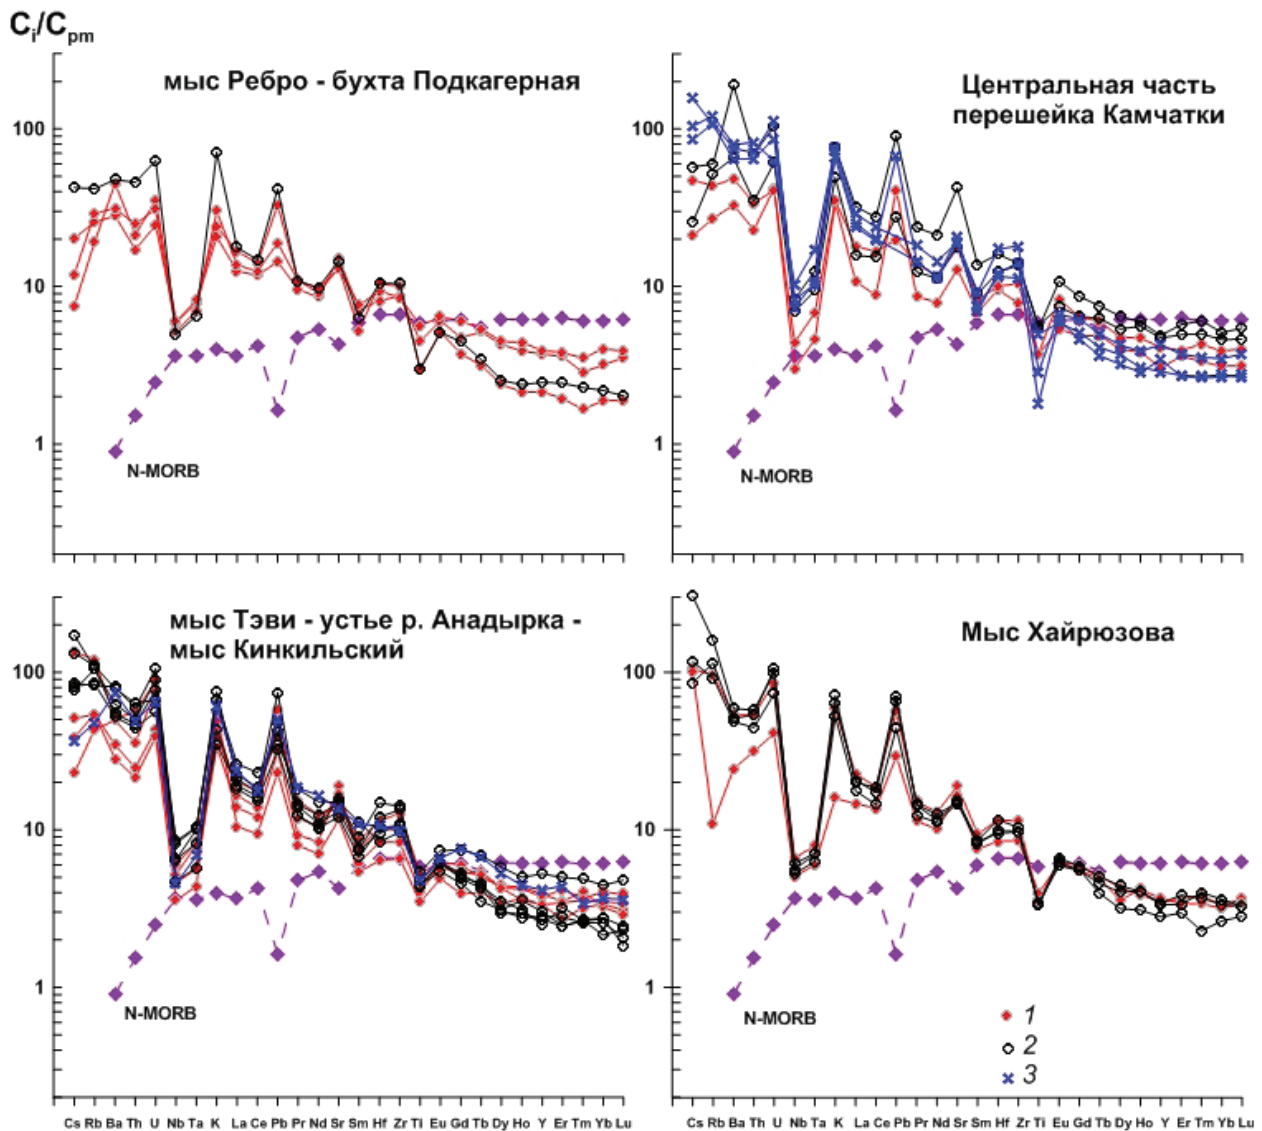 Ci/Cpm
мыс Ребро - бухта Подкагерная
100
10
1
N-MORB
Центральная часть
перешейка Камчатки
100
10
1
N-MORB
мыс Тэви - устье р. Анадырка -
мыс Кинкильский
100
10
1
N-MORB
Cs Rb Ba Th U Nb Ta K La Ce Pb Pr Nd Sr Sm Hf Zr Ti Eu Gd Tb Dy Ho Y Er Tm Yb Lu
Мыс Хайрюзова
100
10
1
N-MORB
1
2
3
Cs Rb Ba Th U Nb Ta K La Ce Pb Pr Nd Sr Sm Hf Zr Ti Eu Gd Tb Dy Ho Y Er Tm Yb Lu